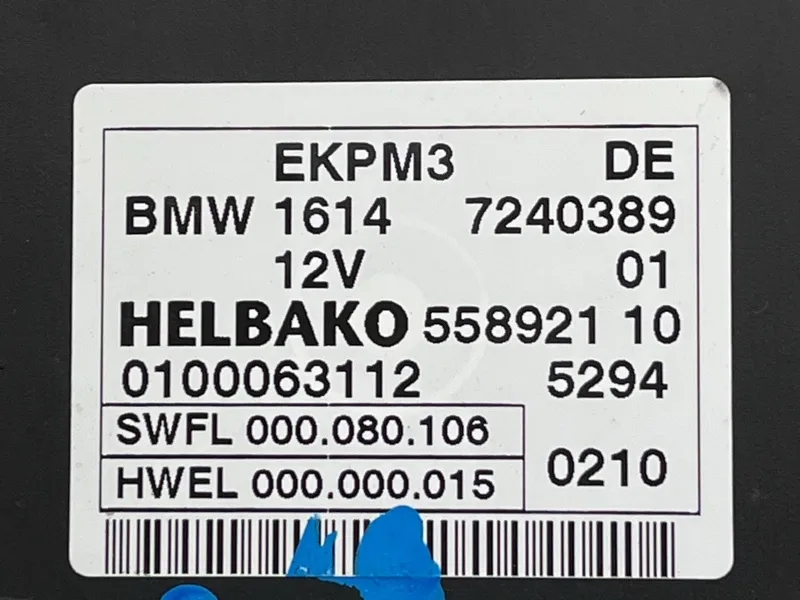 EKPM3 DE
BMW 1614 7240389
12V 01
HELBAKO 558921 10
0100063112 5294
SWFL 000.080.106
HWEL 000.000.015 0210